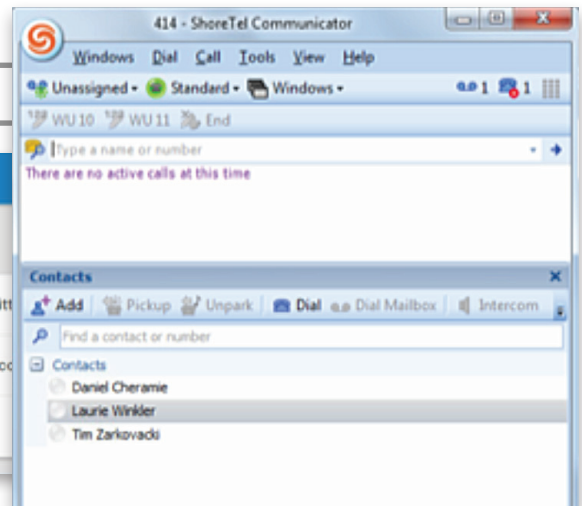 414 - ShoreTel Communicator
Windows Dial Call Tools View Help
Unassigned Standard Windows 1 1
WU 10 WU 11 End
Type a name or number
There are no active calls at this time
Contacts
Add Pickup Unpark Dial Dial Mailbox Intercom
Find a contact or number
Contacts
Daniel Cheramie
Laurie Winkler
Tim Zarkovacki